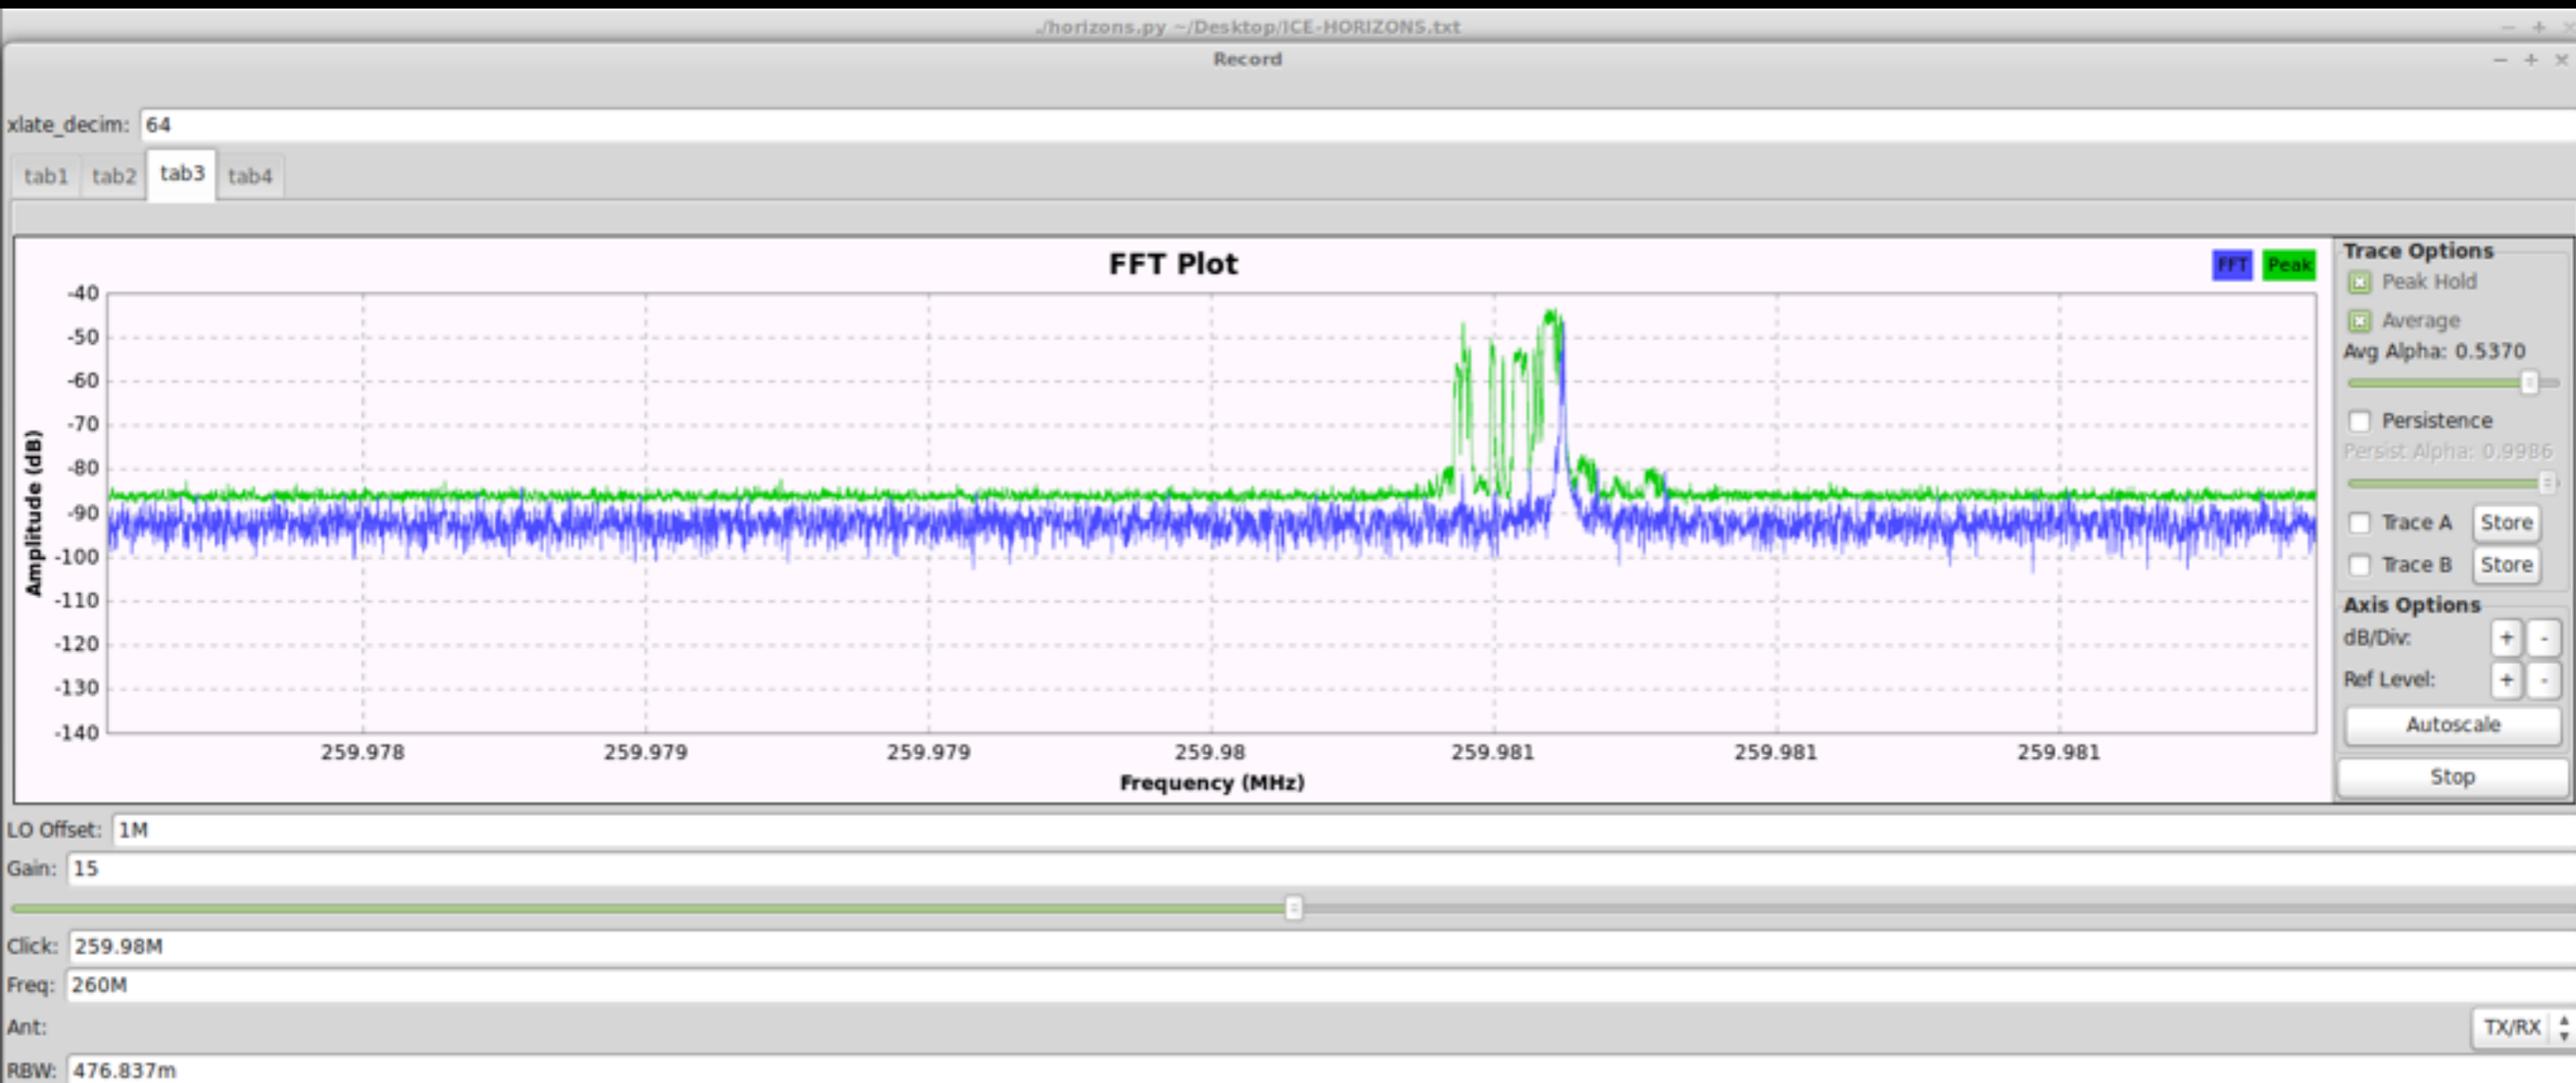 ./horizons.py ~/Desktop/ICE-HORIZONS.txt
Record
xlate_decim: 64
tab1 tab2 tab3 tab4
FFT Plot
FFT Peak
Amplitude (dB)
-40
-50
-60
-70
-80
-90
-100
-110
-120
-130
-140
259.978 259.979 259.979 259.98 259.981 259.981 259.981
Frequency (MHz)
Trace Options
Peak Hold
Average
Avg Alpha: 0.5370
Persistence
Persist Alpha: 0.9986
Trace A Store
Trace B Store
Axis Options
dB/Div: + -
Ref Level: + -
Autoscale
Stop
LO Offset: 1M
Gain: 15
Click: 259.98M
Freq: 260M
Ant: TX/RX
RBW: 476.837m